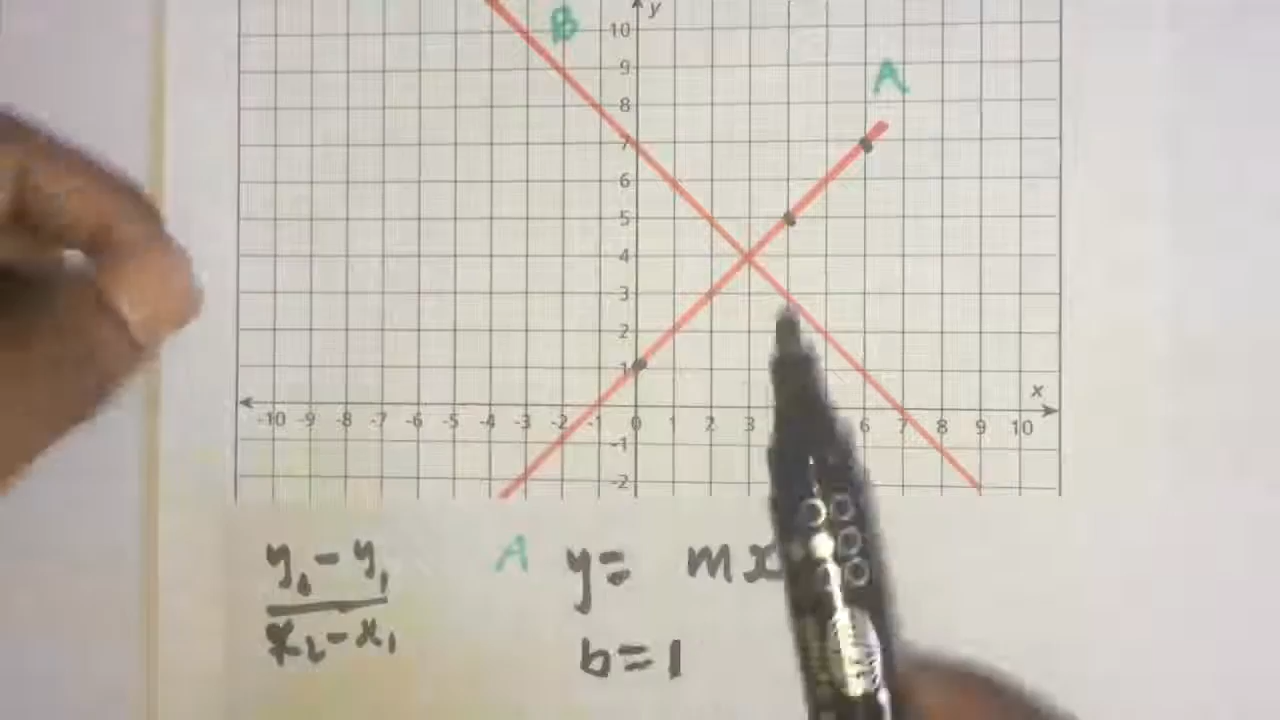 B
y
A
10
9
8
7
6
5
4
3
2
1
x
-10 -9 -8 -7 -6 -5 -4 -3 -2 -1 0 2 3 6 7 8 9 10
-1
-2
y₂ - y₁
x₂ - x₁
A y = mx
b = 1